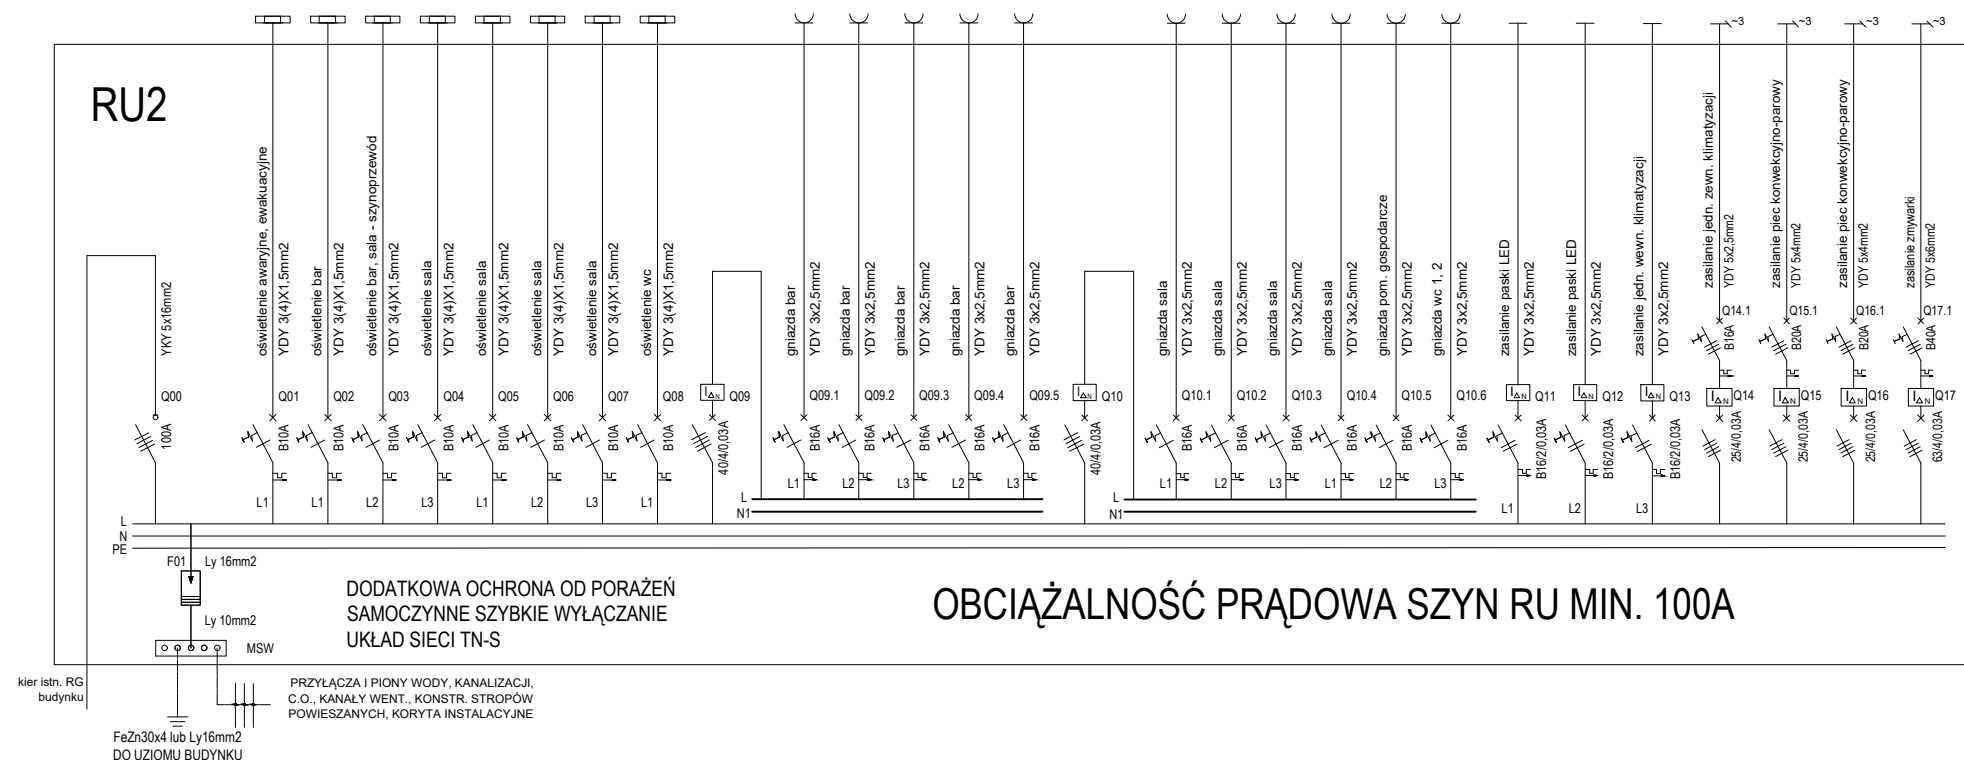 RU2
~3
~3
~3
~3
YKY 5x16mm2
oświetlenie awaryjne, ewakuacyjne
YDY 3(4)X1,5mm2
oświetlenie bar
YDY 3(4)X1,5mm2
oświetlenie bar, sala - szynoprzewód
YDY 3(4)X1,5mm2
oświetlenie sala
YDY 3(4)X1,5mm2
oświetlenie sala
YDY 3(4)X1,5mm2
oświetlenie sala
YDY 3(4)X1,5mm2
oświetlenie sala
YDY 3(4)X1,5mm2
oświetlenie wc
YDY 3(4)X1,5mm2
gniazda bar
YDY 3x2,5mm2
gniazda bar
YDY 3x2,5mm2
gniazda bar
YDY 3x2,5mm2
gniazda bar
YDY 3x2,5mm2
gniazda bar
YDY 3x2,5mm2
gniazda sala
YDY 3x2,5mm2
gniazda sala
YDY 3x2,5mm2
gniazda sala
YDY 3x2,5mm2
gniazda sala
YDY 3x2,5mm2
gniazda pom. gospodarcze
YDY 3x2,5mm2
gniazda wc 1, 2
YDY 3x2,5mm2
zasilanie paski LED
YDY 3x2,5mm2
zasilanie paski LED
YDY 3x2,5mm2
zasilanie jedn. wewn. klimatyzacji
YDY 3x2,5mm2
zasilanie jedn. zewn. klimatyzacji
YDY 5x2,5mm2
zasilanie piec konwekcyjno-parowy
YDY 5x4mm2
zasilanie piec konwekcyjno-parowy
YDY 5x4mm2
zasilanie zmywarki
YDY 5x6mm2
Q14.1
B16A
Q15.1
B20A
Q16.1
B20A
Q17.1
B40A
Q00
100A
Q01
B10A
L1
Q02
B10A
L1
Q03
B10A
L2
Q04
B10A
L3
Q05
B10A
L1
Q06
B10A
L2
Q07
B10A
L3
Q08
B10A
L1
I∆N
Q09
40/4/0,03A
Q09.1
B16A
L1
Q09.2
B16A
L2
Q09.3
B16A
L3
Q09.4
B16A
L2
Q09.5
B16A
L3
I∆N
Q10
40/4/0,03A
Q10.1
B16A
L1
Q10.2
B16A
L2
Q10.3
B16A
L3
Q10.4
B16A
L1
Q10.5
B16A
L2
Q10.6
B16A
L3
I∆N
Q11
B16/2/0,03A
L1
I∆N
Q12
B16/2/0,03A
L2
I∆N
Q13
B16/2/0,03A
L3
I∆N
Q14
25/4/0,03A
I∆N
Q15
25/4/0,03A
I∆N
Q16
25/4/0,03A
I∆N
Q17
63/4/0,03A
L
N1
L
N1
L
N
PE
F01
Ly 16mm2
Ly 10mm2
MSW
DODATKOWA OCHRONA OD PORAŻEŃ
SAMOCZYNNE SZYBKIE WYŁĄCZANIE
UKŁAD SIECI TN-S
OBCIĄŻALNOŚĆ PRĄDOWA SZYN RU MIN. 100A
kier istn. RG
budynku
PRZYŁĄCZA I PIONY WODY, KANALIZACJI,
C.O., KANAŁY WENT., KONSTR. STROPÓW
POWIESZANYCH, KORYTA INSTALACYJNE
FeZn30x4 lub Ly16mm2
DO UZIOMU BUDYNKU